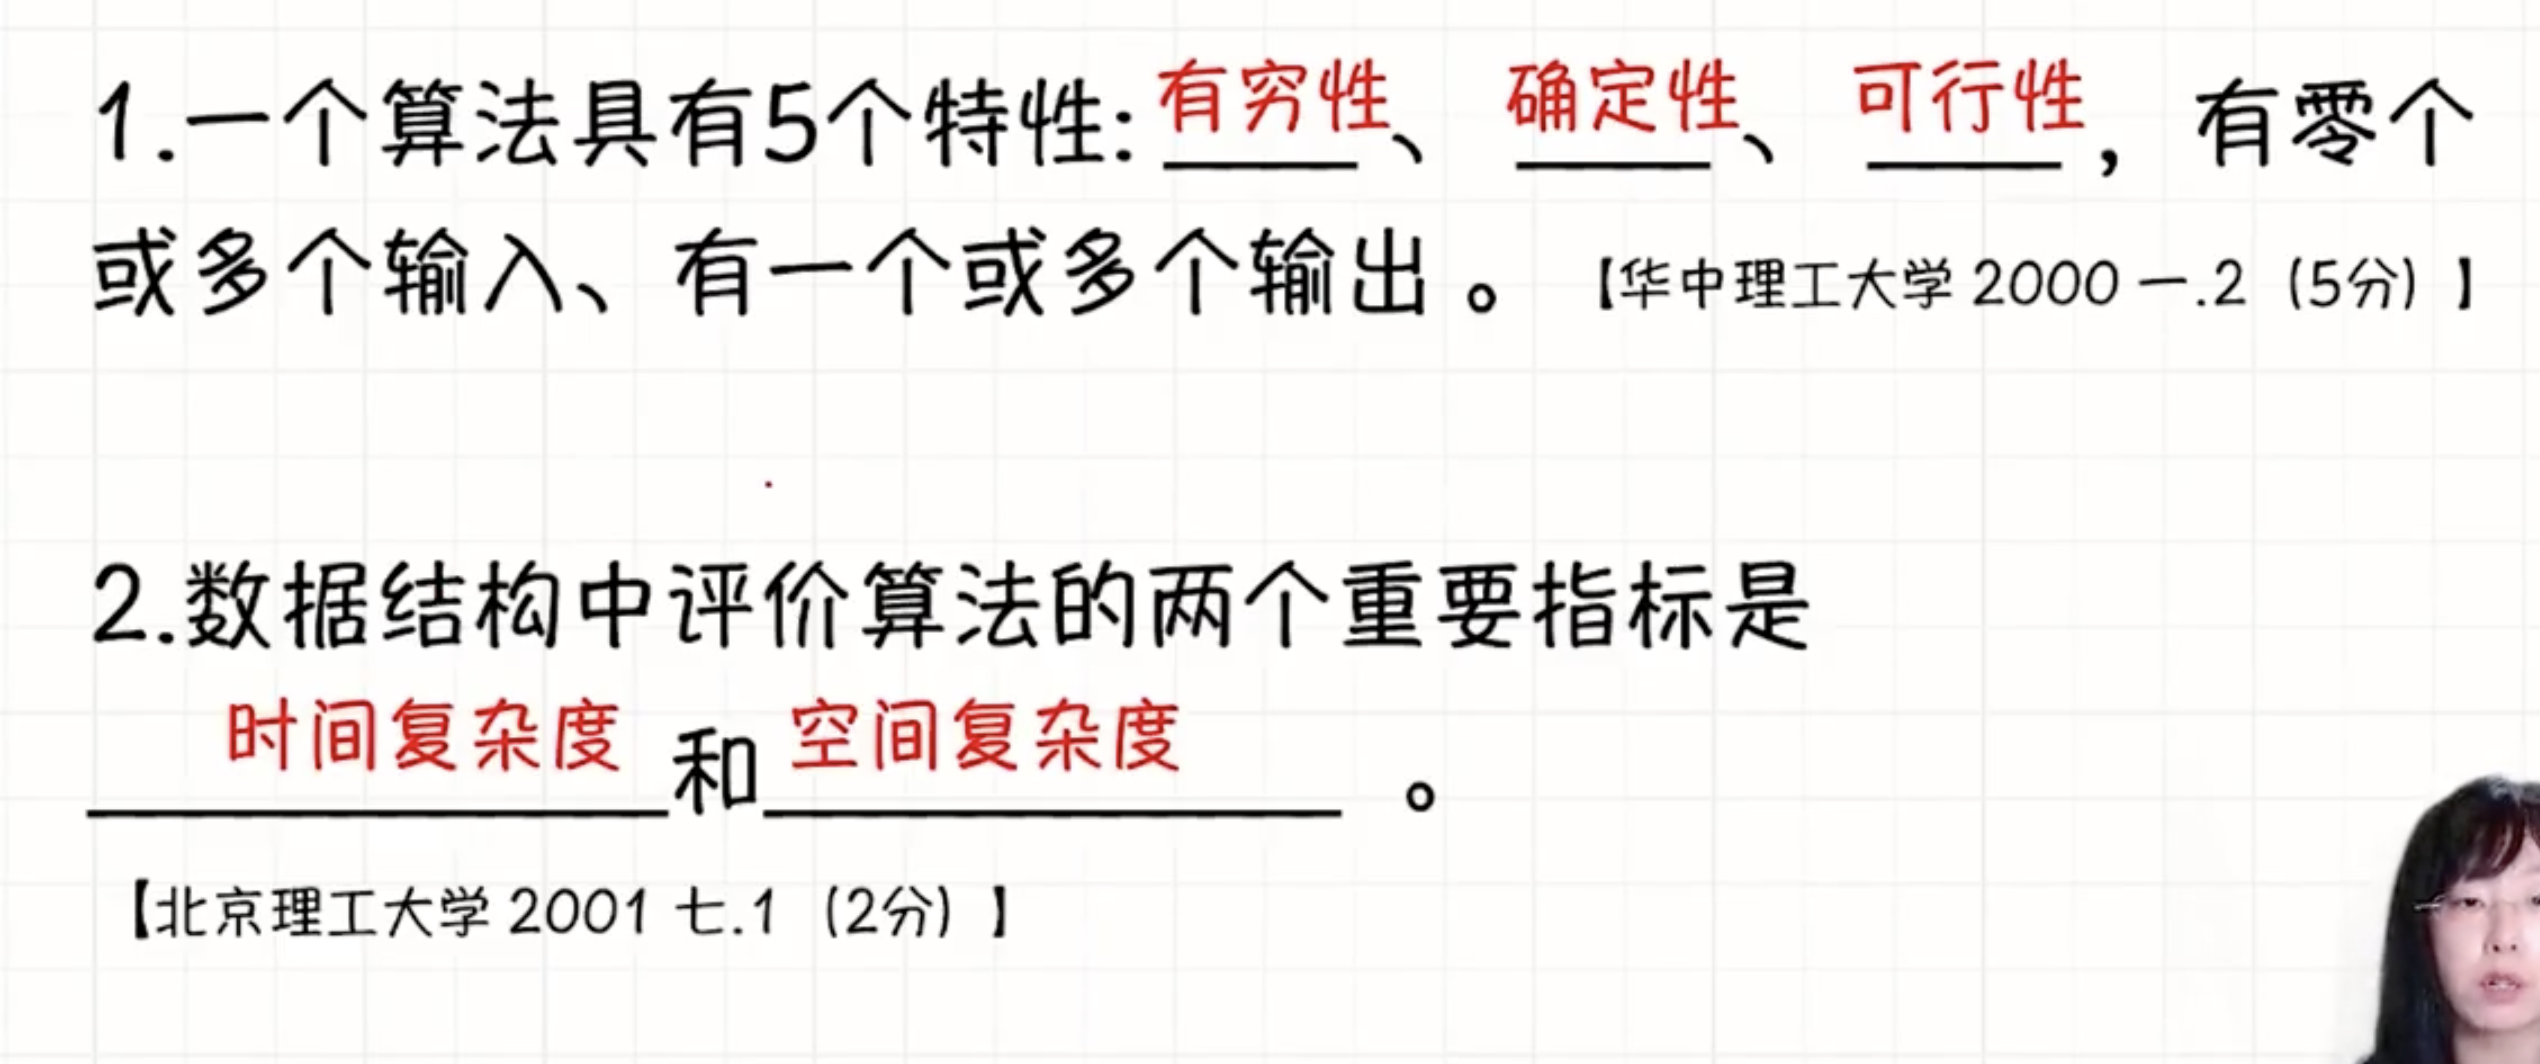 1.一个算法具有5个特性:有穷性、确定性、可行性，有零个
或多个输入、有一个或多个输出。【华中理工大学 2000 一.2（5分）】
2.数据结构中评价算法的两个重要指标是
时间复杂度和空间复杂度。
【北京理工大学 2001 七.1（2分）】